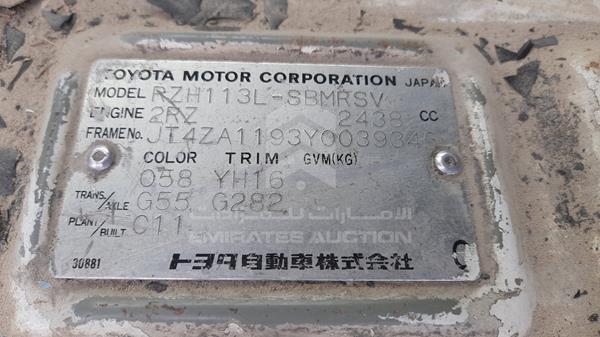 TOYOTA MOTOR CORPORATION JAPAN
MODEL RZH113L-SBMRSV
ENGINE 2RZ 2438 CC
FRAME No.
COLOR TRIM GVM(KG)
058 YH16
TRANS/AXLE G55 G282
PLANT/BUILT C11
الامارات للمزادات
EMIRATES AUCTION
30881
トヨタ自動車株式会社